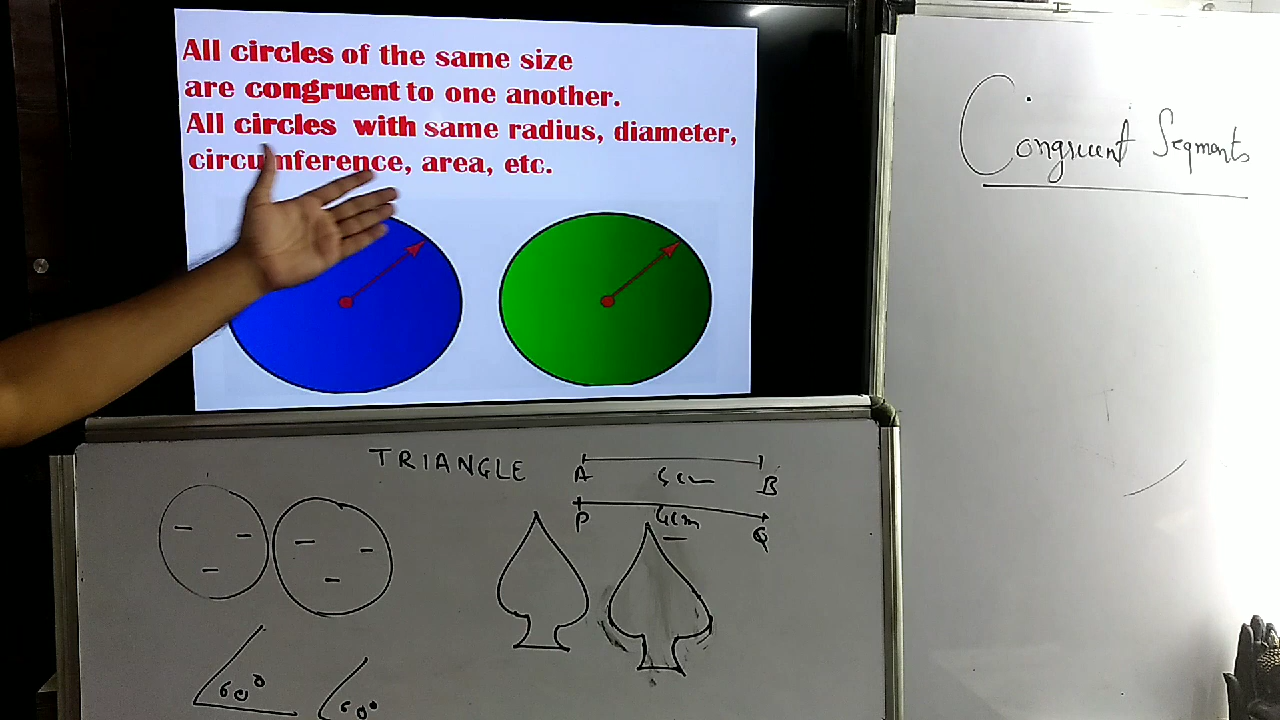 All circles of the same size
are congruent to one another.
All circles with same radius, diameter,
circumference, area, etc.
Congruent Segments
TRIANGLE
A 5cm B
P 4cm Q
60°
60°